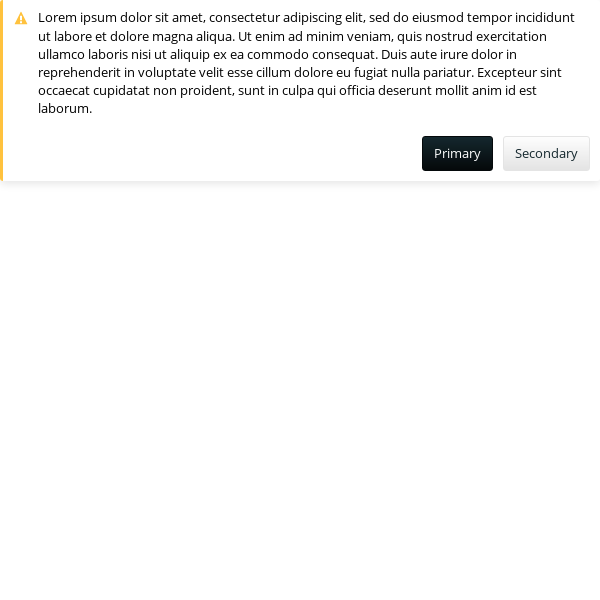 Lorem ipsum dolor sit amet, consectetur adipiscing elit, sed do eiusmod tempor incididunt
ut labore et dolore magna aliqua. Ut enim ad minim veniam, quis nostrud exercitation
ullamco laboris nisi ut aliquip ex ea commodo consequat. Duis aute irure dolor in
reprehenderit in voluptate velit esse cillum dolore eu fugiat nulla pariatur. Excepteur sint
occaecat cupidatat non proident, sunt in culpa qui officia deserunt mollit anim id est
laborum.
Primary Secondary